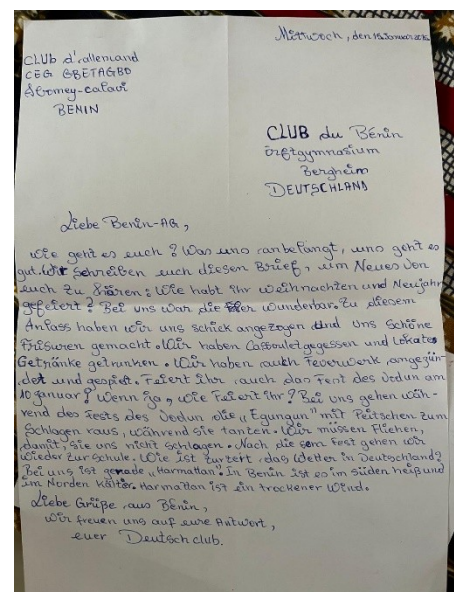 Mittwoch, den 15 Januar 2025
CLUB d'allemand
CEG GBETAGBO
Abomey-calavi
BENIN
CLUB du Bénin
Erftgymnasium
Bergheim
DEUTSCHLAND
Liebe Benin-AG,
wie geht es euch? Was uns anbelangt, uns geht es
gut. Wir schreiben euch diesen Brief, um Neues von
euch zu hören: Wie habt ihr Weihnachten und Neujahr
gefeiert? Bei uns war die Feier wunderbar. Zu diesem
Anlass haben wir uns schick angezogen und uns schöne
Frisuren gemacht. Wir haben Cassoulet gegessen und lokate
Getränke getrunken. Wir haben auch Feuerwerk angezün-
det und gespielt. Feiert ihr auch das Fest des Vodun am
10 Januar? Wenn ja, wie feiert ihr? Bei uns gehen wäh-
rend des Fests des Vodun die „Egungun" mit Peitschen zum
Schlagen raus, während sie tanzen. Wir müssen fliehen,
damit sie uns nicht schlagen. Nach die sem Fest gehen wir
wieder zur schule. Wie ist zurzeit das Wetter in Deutschland?
Bei uns ist gerade „Harmattan". In Benin ist es im süden heiß und
im Norden kälter. Harmattan ist ein trockener Wind.
Liebe Grüße aus Bénin,
wir freuen uns auf eure Antwort,
euer Deutschclub.